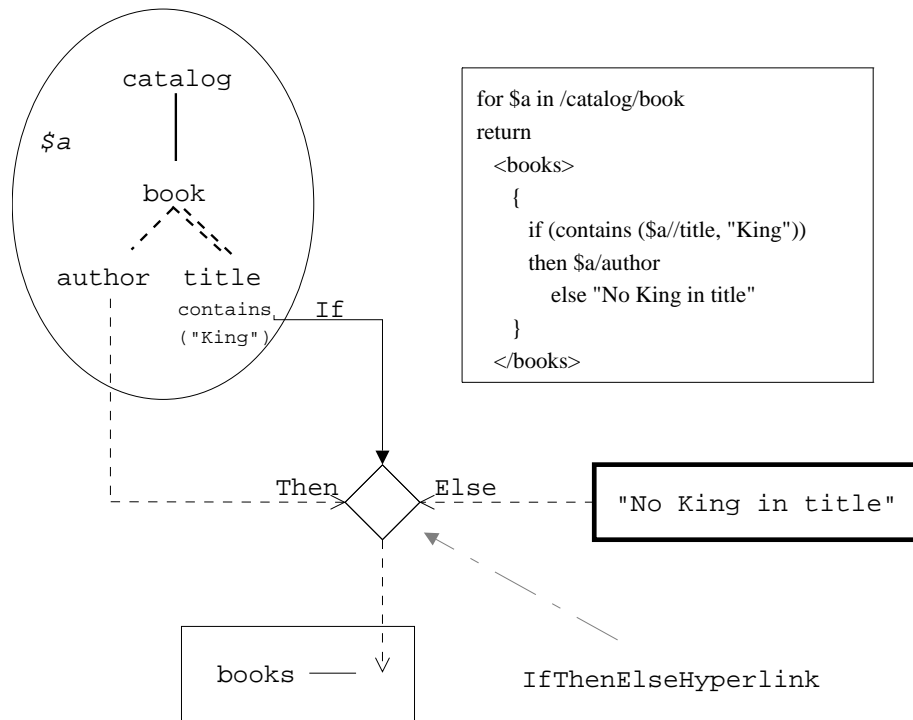 catalog
$a
book
author title
contains
("King")
If
for $a in /catalog/book
return
<books>
{
if (contains ($a//title, "King"))
then $a/author
else "No King in title"
}
</books>
Then
Else
"No King in title"
books
IfThenElseHyperlink